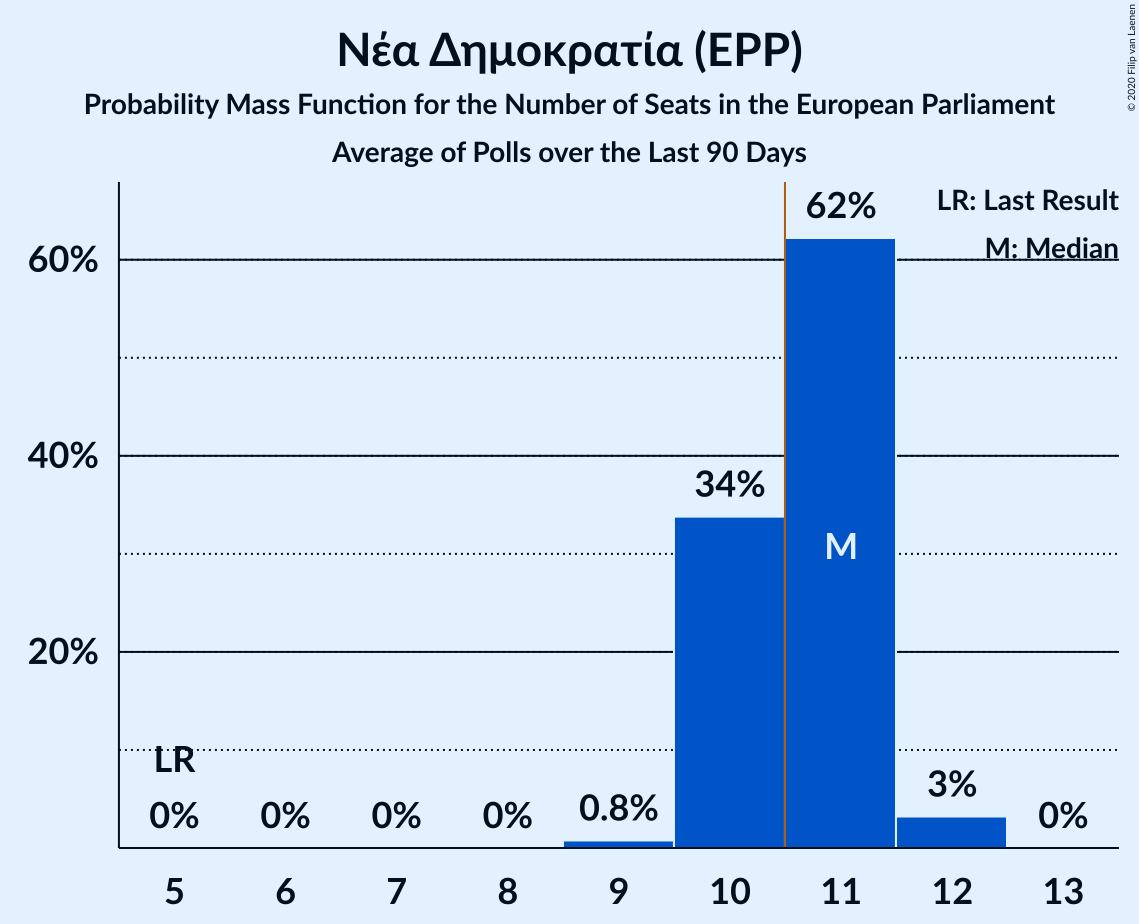 Νέα Δημοκρατία (EPP)
Probability Mass Function for the Number of Seats in the European Parliament
Average of Polls over the Last 90 Days
© 2020 Filip van Laenen
LR: Last Result
M: Median
60%
40%
20%
62%
34%
M
LR
0%
0%
0%
0%
0.8%
3%
0%
5 6 7 8 9 10 11 12 13